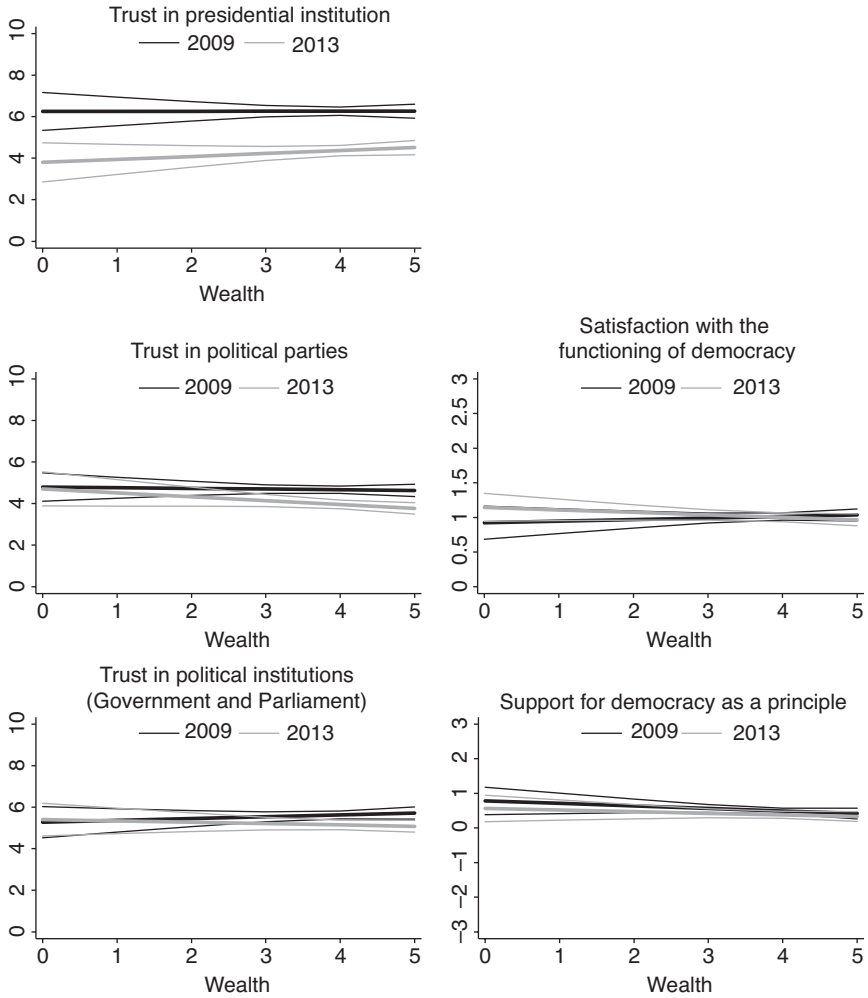 Trust in presidential institution
2009 2013
10
8
6
4
2
0
0 1 2 3 4 5
Wealth
Trust in political parties
2009 2013
10
8
6
4
2
0
0 1 2 3 4 5
Wealth
Satisfaction with the
functioning of democracy
2009 2013
3
2.5
2
1.5
1
0.5
0
0 1 2 3 4 5
Wealth
Trust in political institutions
(Government and Parliament)
2009 2013
10
8
6
4
2
0
0 1 2 3 4 5
Wealth
Support for democracy as a principle
2009 2013
3
2
1
0
−1
−2
−3
0 1 2 3 4 5
Wealth